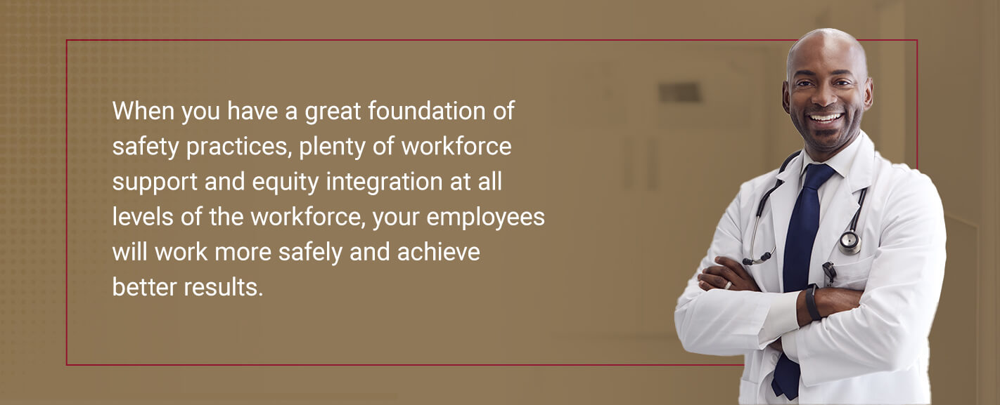 When you have a great foundation of
safety practices, plenty of workforce
support and equity integration at all
levels of the workforce, your employees
will work more safely and achieve
better results.